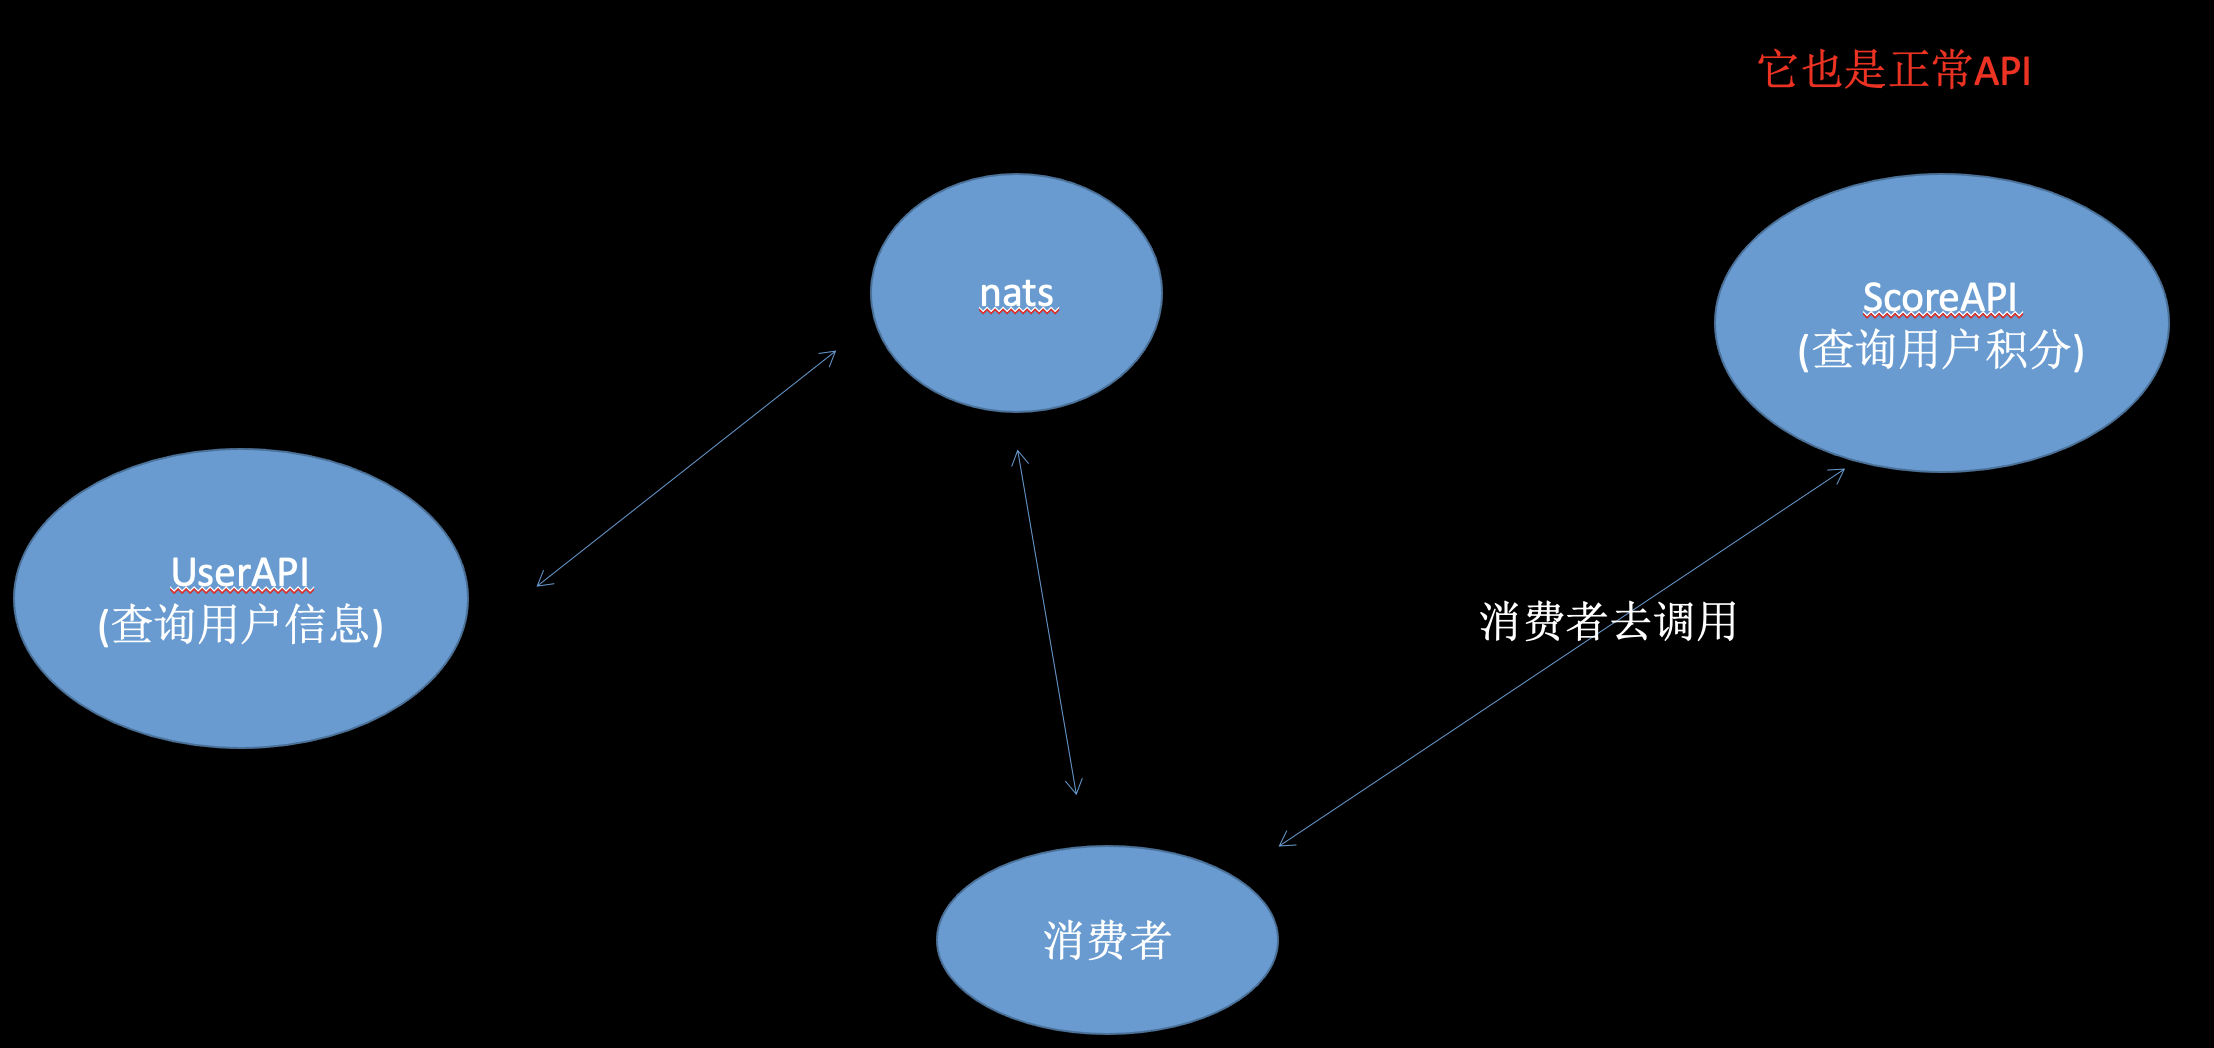 它也是正常API
nats
ScoreAPI
(查询用户积分)
UserAPI
(查询用户信息)
消费者去调用
消费者